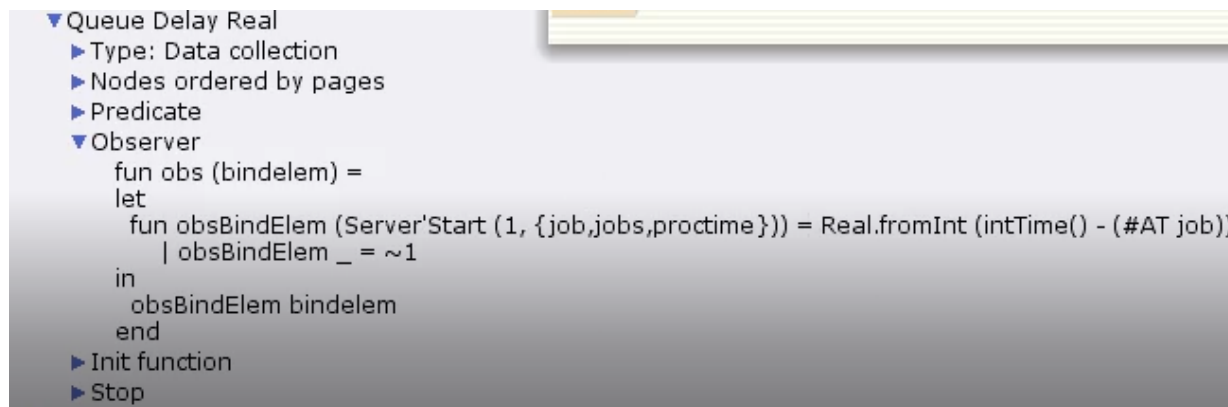 ▼Queue Delay Real
▶Type: Data collection
▶Nodes ordered by pages
▶Predicate
▼Observer
fun obs (bindelem) =
let
fun obsBindElem (Server'Start (1, {job,jobs,proctime})) = Real.fromInt (intTime() - (#AT job))
| obsBindElem _ = ~1
in
obsBindElem bindelem
end
▶Init function
▶Stop